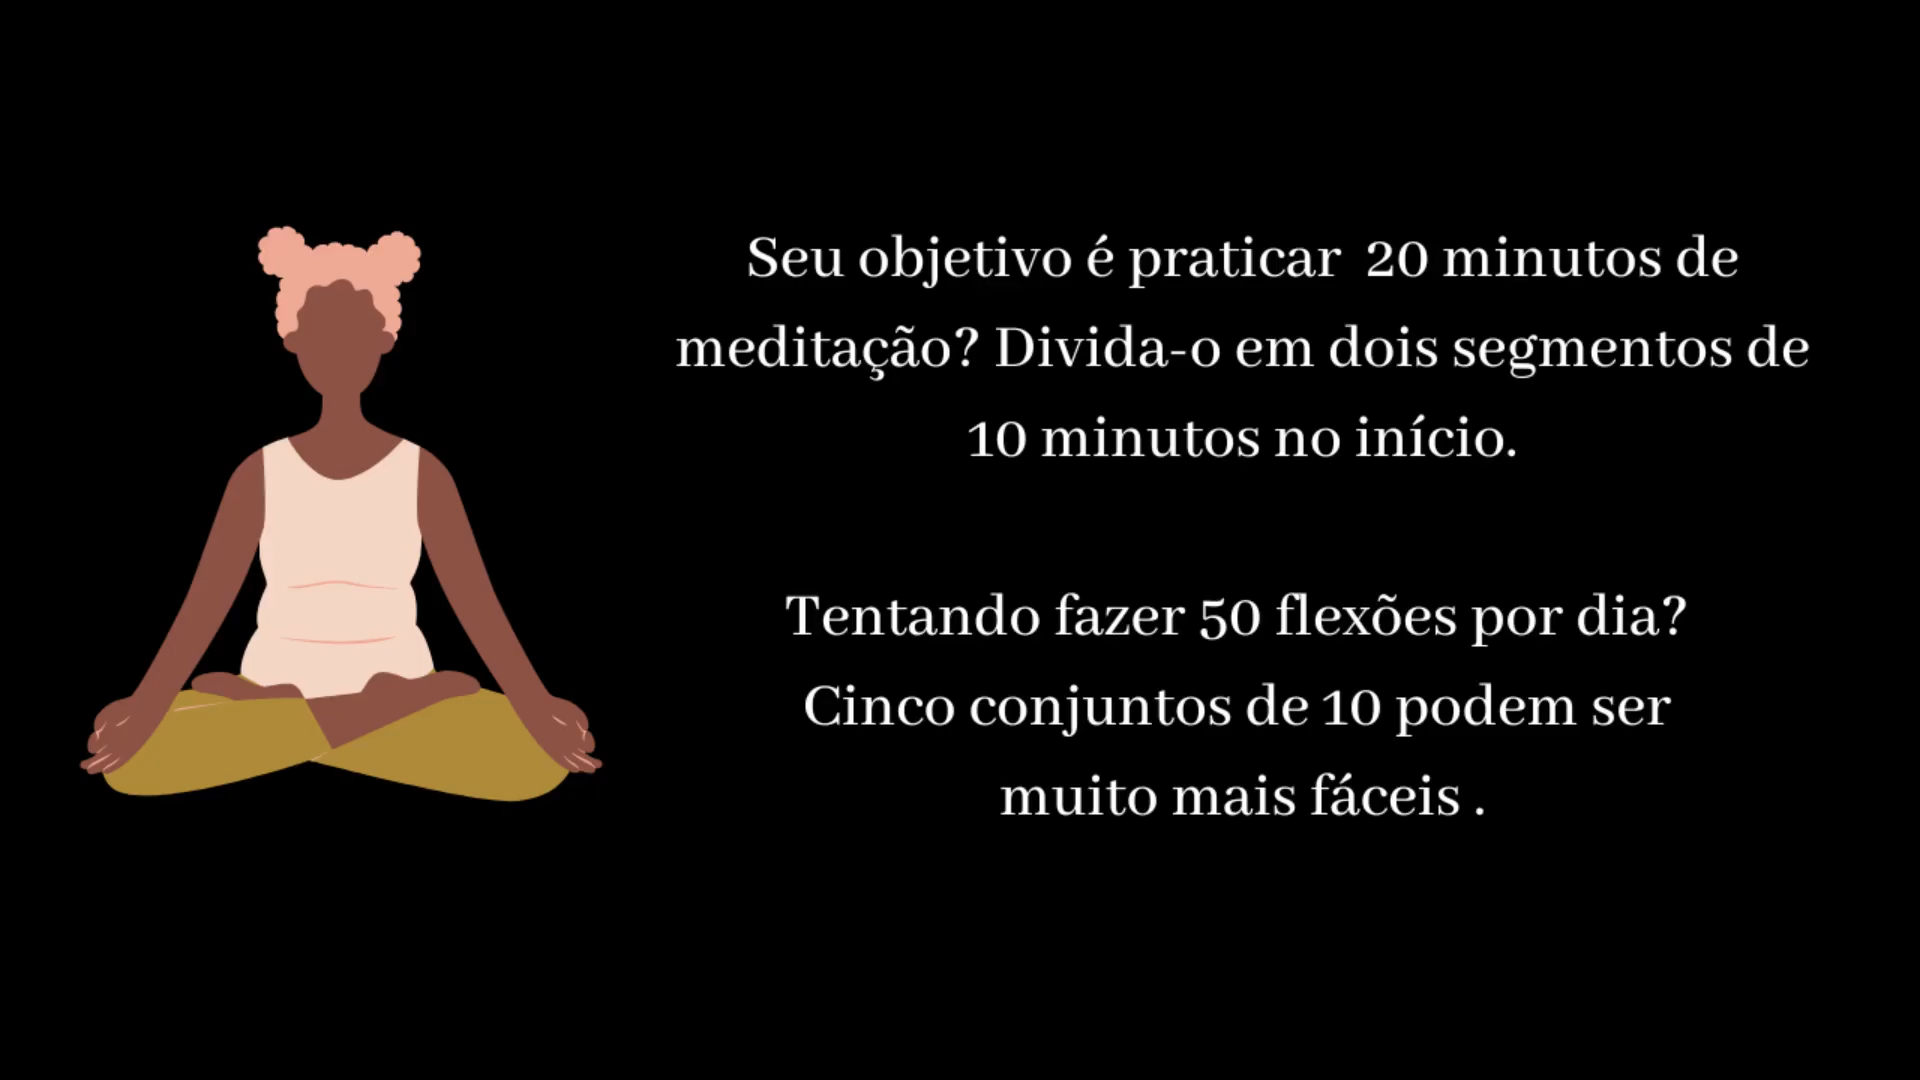 Seu objetivo é praticar  20 minutos de
meditação? Divida-o em dois segmentos de
10 minutos no início.
Tentando fazer 50 flexões por dia?
Cinco conjuntos de 10 podem ser
muito mais fáceis .